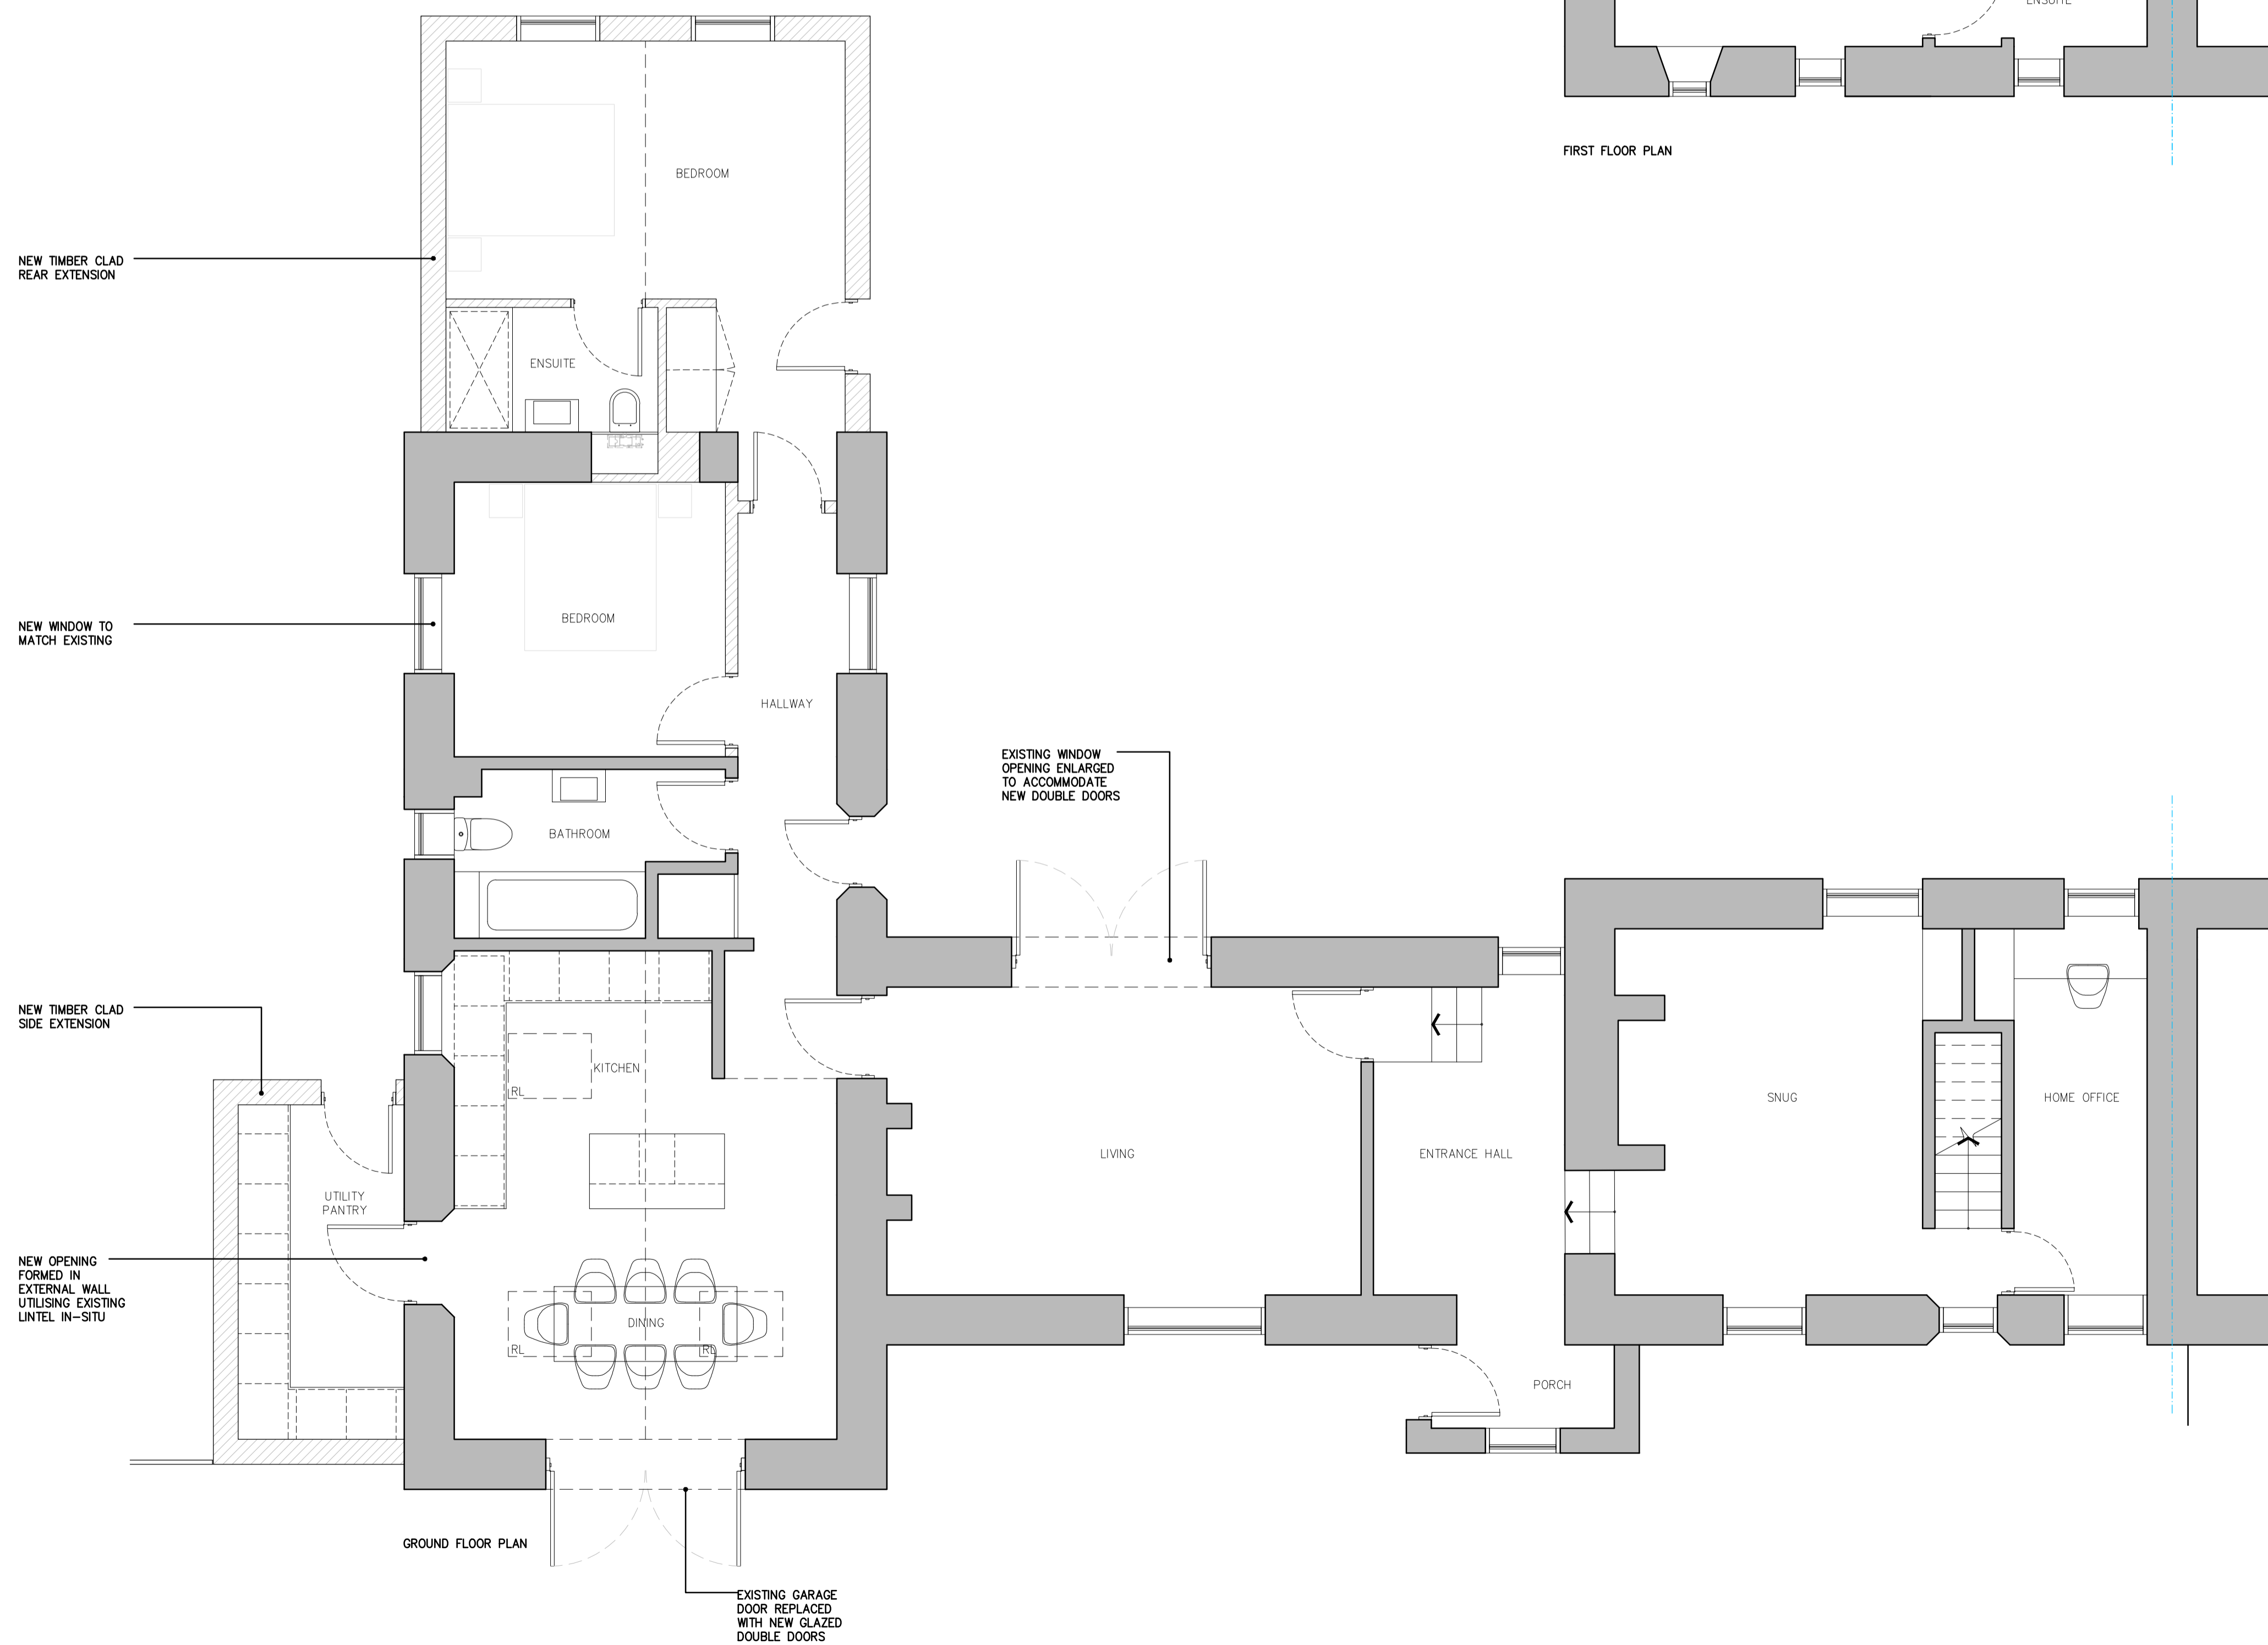 ENSUITE
FIRST FLOOR PLAN
BEDROOM
NEW TIMBER CLAD
REAR EXTENSION
ENSUITE
BEDROOM
NEW WINDOW TO
MATCH EXISTING
HALLWAY
EXISTING WINDOW
OPENING ENLARGED
TO ACCOMMODATE
NEW DOUBLE DOORS
BATHROOM
NEW TIMBER CLAD
SIDE EXTENSION
KITCHEN
RL
SNUG
HOME OFFICE
LIVING
ENTRANCE HALL
UTILITY
PANTRY
NEW OPENING
FORMED IN
EXTERNAL WALL
UTILISING EXISTING
LINTEL IN-SITU
DINING
RL
RL
PORCH
GROUND FLOOR PLAN
EXISTING GARAGE
DOOR REPLACED
WITH NEW GLAZED
DOUBLE DOORS